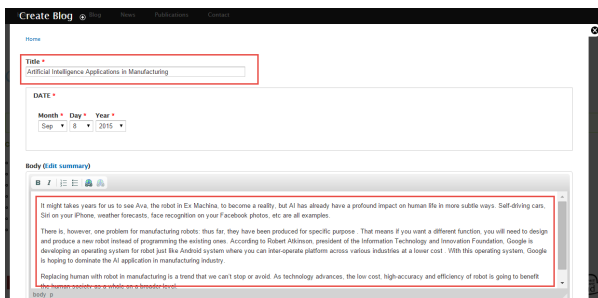 Create Blog
Blog News Publications Contact
Home
Title *
Artificial Intelligence Applications in Manufacturing
DATE *
Month * Day * Year *
Sep 8 2015
Body (Edit summary)
B I
It might takes years for us to see Ava, the robot in Ex Machina, to become a reality, but AI has already have a profound impact on human life in more subtle ways. Self-driving cars,
Siri on your iPhone, weather forecasts, face recognition on your Facebook photos, etc are all examples.
There is, however, one problem for manufacturing robots: thus far, they have been produced for specific purpose . That means if you want a different function, you will need to design
and produce a new robot instead of programming the existing ones. According to Robert Atkinson, president of the Information Technology and Innovation Foundation, Google is
developing an operating system for robot just like Android system where you can inter-operate platform across various industries at a lower cost . With this operating system, Google
is hoping to dominate the AI application in manufacturing industry.
Replacing human with robot in manufacturing is a trend that we can't stop or avoid. As technology advances, the low cost, high-accuracy and efficiency of robot is going to benefit
the human society as a whole on a broader level.
body p